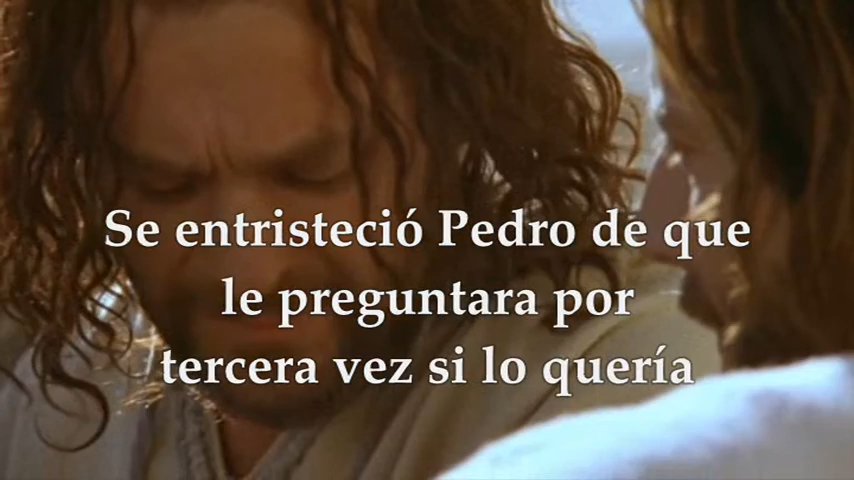 Se entristeció Pedro de que
le preguntara por
tercera vez si lo quería